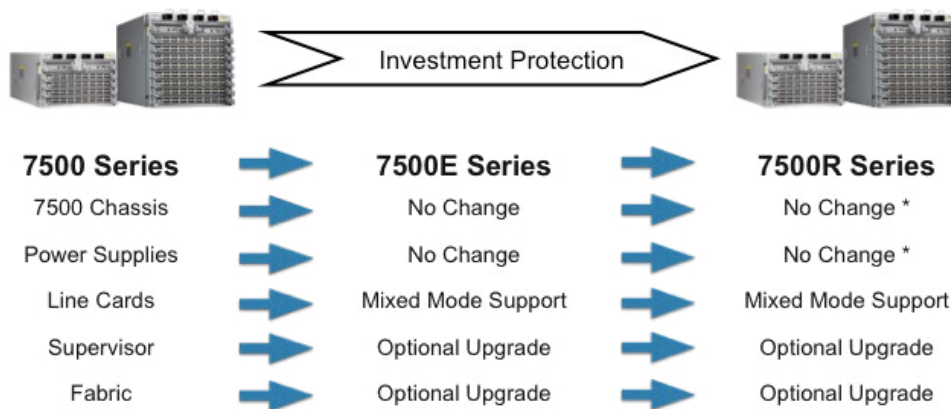 Investment Protection
7500 Series 7500E Series 7500R Series
7500 Chassis No Change No Change *
Power Supplies No Change No Change *
Line Cards Mixed Mode Support Mixed Mode Support
Supervisor Optional Upgrade Optional Upgrade
Fabric Optional Upgrade Optional Upgrade